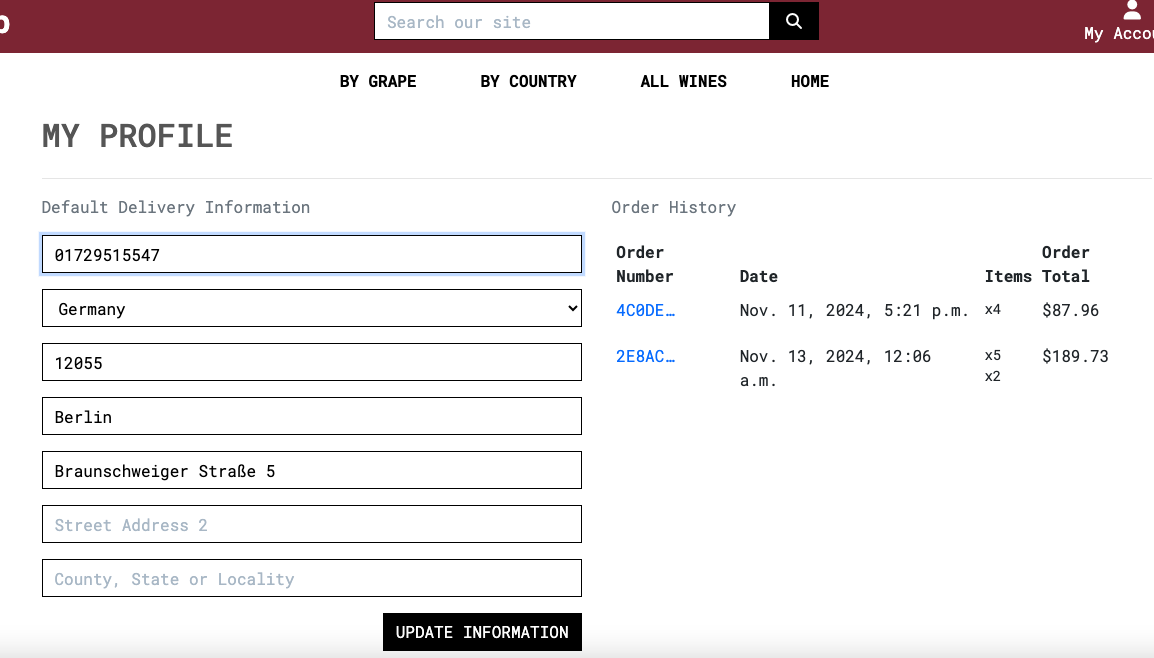 Search our site
My Accou
BY GRAPE BY COUNTRY ALL WINES HOME
MY PROFILE
Default Delivery Information
01729515547
Germany
12055
Berlin
Braunschweiger Straße 5
Street Address 2
County, State or Locality
UPDATE INFORMATION
Order History
Order Number Date Items Order Total
4C0DE… Nov. 11, 2024, 5:21 p.m. x4 $87.96
2E8AC… Nov. 13, 2024, 12:06 a.m. x5 x2 $189.73